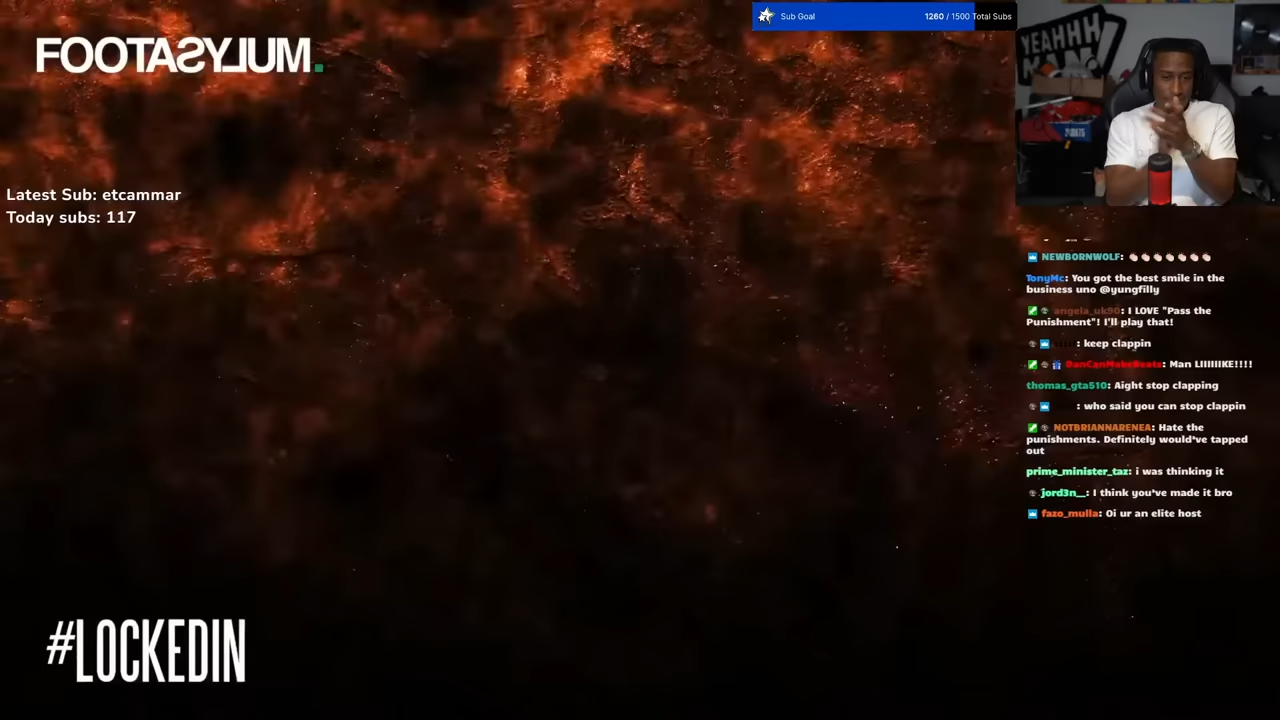 Sub Goal 1260 / 1500 Total Subs
FOOTASYLUM.
YEAHHH
MAN!
Latest Sub: etcammar
Today subs: 117
NEWBORNWOLF: 👏🏻👏🏻👏🏻👏🏻👏🏻👏🏻👏🏻
TonyMc: You got the best smile in the
business uno @yungfilly
angela_uk90: I LOVE "Pass the
Punishment"! I'll play that!
: keep clappin
DanCanMakeBeats: Man LIIIIIIKE!!!!
thomas_gta510: Aight stop clapping
: who said you can stop clappin
NOTBRIANNARENEA: Hate the
punishments. Definitely would've tapped
out
prime_minister_taz: i was thinking it
jord3n__: I think you've made it bro
fazo_mulla: Oi ur an elite host
#LOCKEDIN